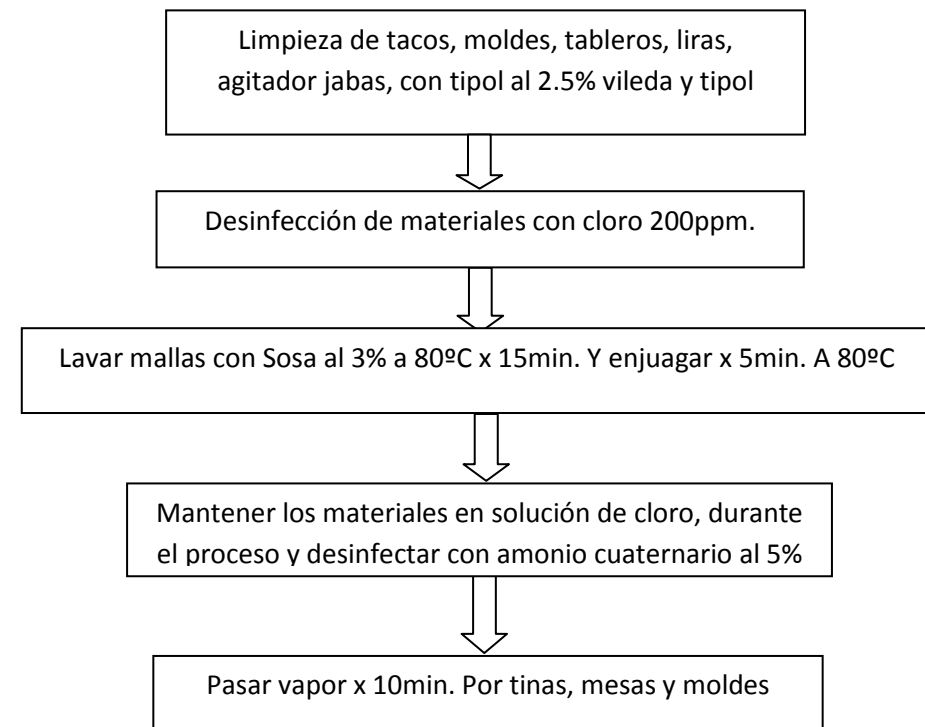 Limpieza de tacos, moldes, tableros, liras,
agitador jabas, con tipol al 2.5% vileda y tipol
Desinfección de materiales con cloro 200ppm.
Lavar mallas con Sosa al 3% a 80ºC x 15min. Y enjuagar x 5min. A 80ºC
Mantener los materiales en solución de cloro, durante
el proceso y desinfectar con amonio cuaternario al 5%
Pasar vapor x 10min. Por tinas, mesas y moldes